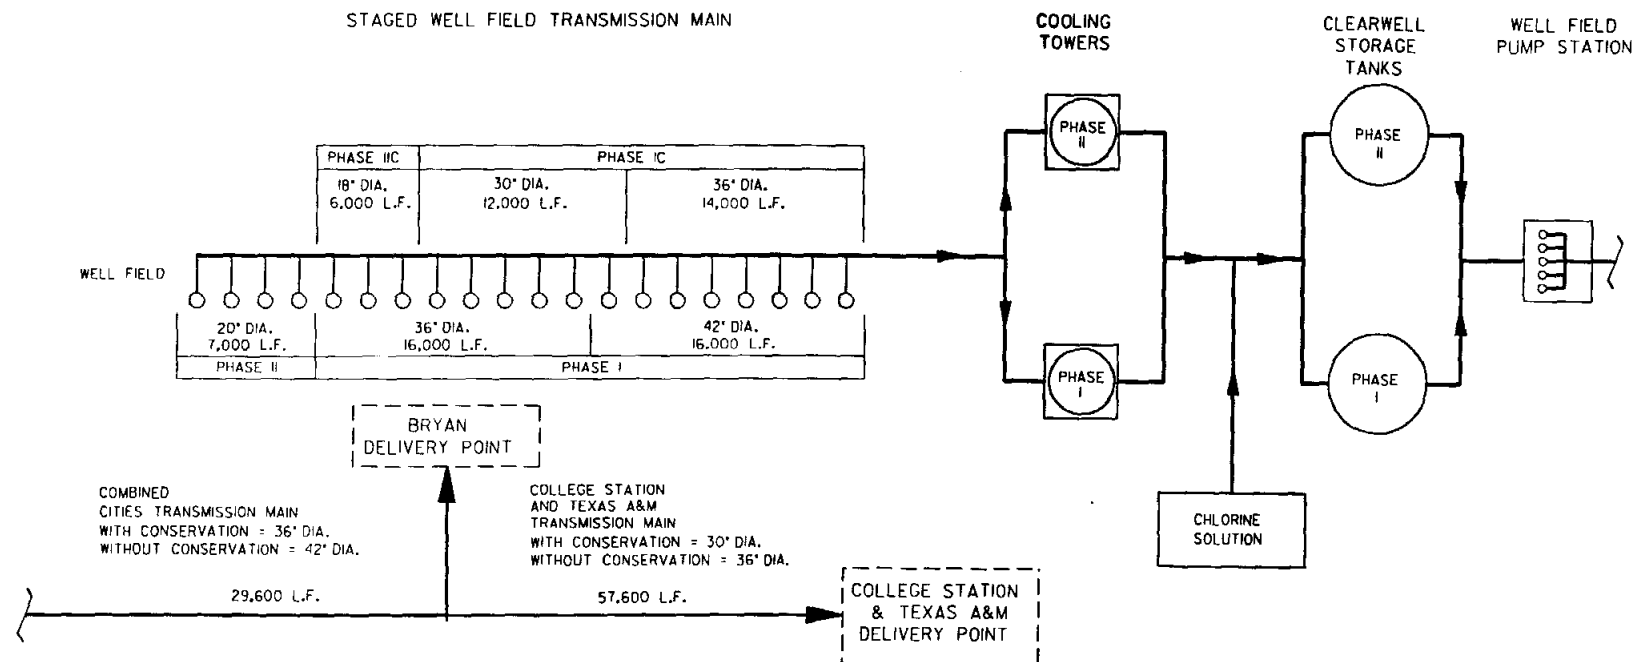 STAGED WELL FIELD TRANSMISSION MAIN
COOLING
TOWERS
CLEARWELL
STORAGE
TANKS
WELL FIELD
PUMP STATION
PHASE IIC
PHASE IC
18" DIA.
6,000 L.F.
30" DIA.
12,000 L.F.
36" DIA.
14,000 L.F.
WELL FIELD
20" DIA.
7,000 L.F.
36" DIA.
16,000 L.F.
42" DIA.
16,000 L.F.
PHASE II
PHASE I
PHASE
II
PHASE
I
PHASE
II
PHASE
I
CHLORINE
SOLUTION
BRYAN
DELIVERY POINT
COMBINED
CITIES TRANSMISSION MAIN
WITH CONSERVATION = 36" DIA.
WITHOUT CONSERVATION = 42" DIA.
COLLEGE STATION
AND TEXAS A&M
TRANSMISSION MAIN
WITH CONSERVATION = 30" DIA.
WITHOUT CONSERVATION = 36" DIA.
29,600 L.F.
57,600 L.F.
COLLEGE STATION
& TEXAS A&M
DELIVERY POINT